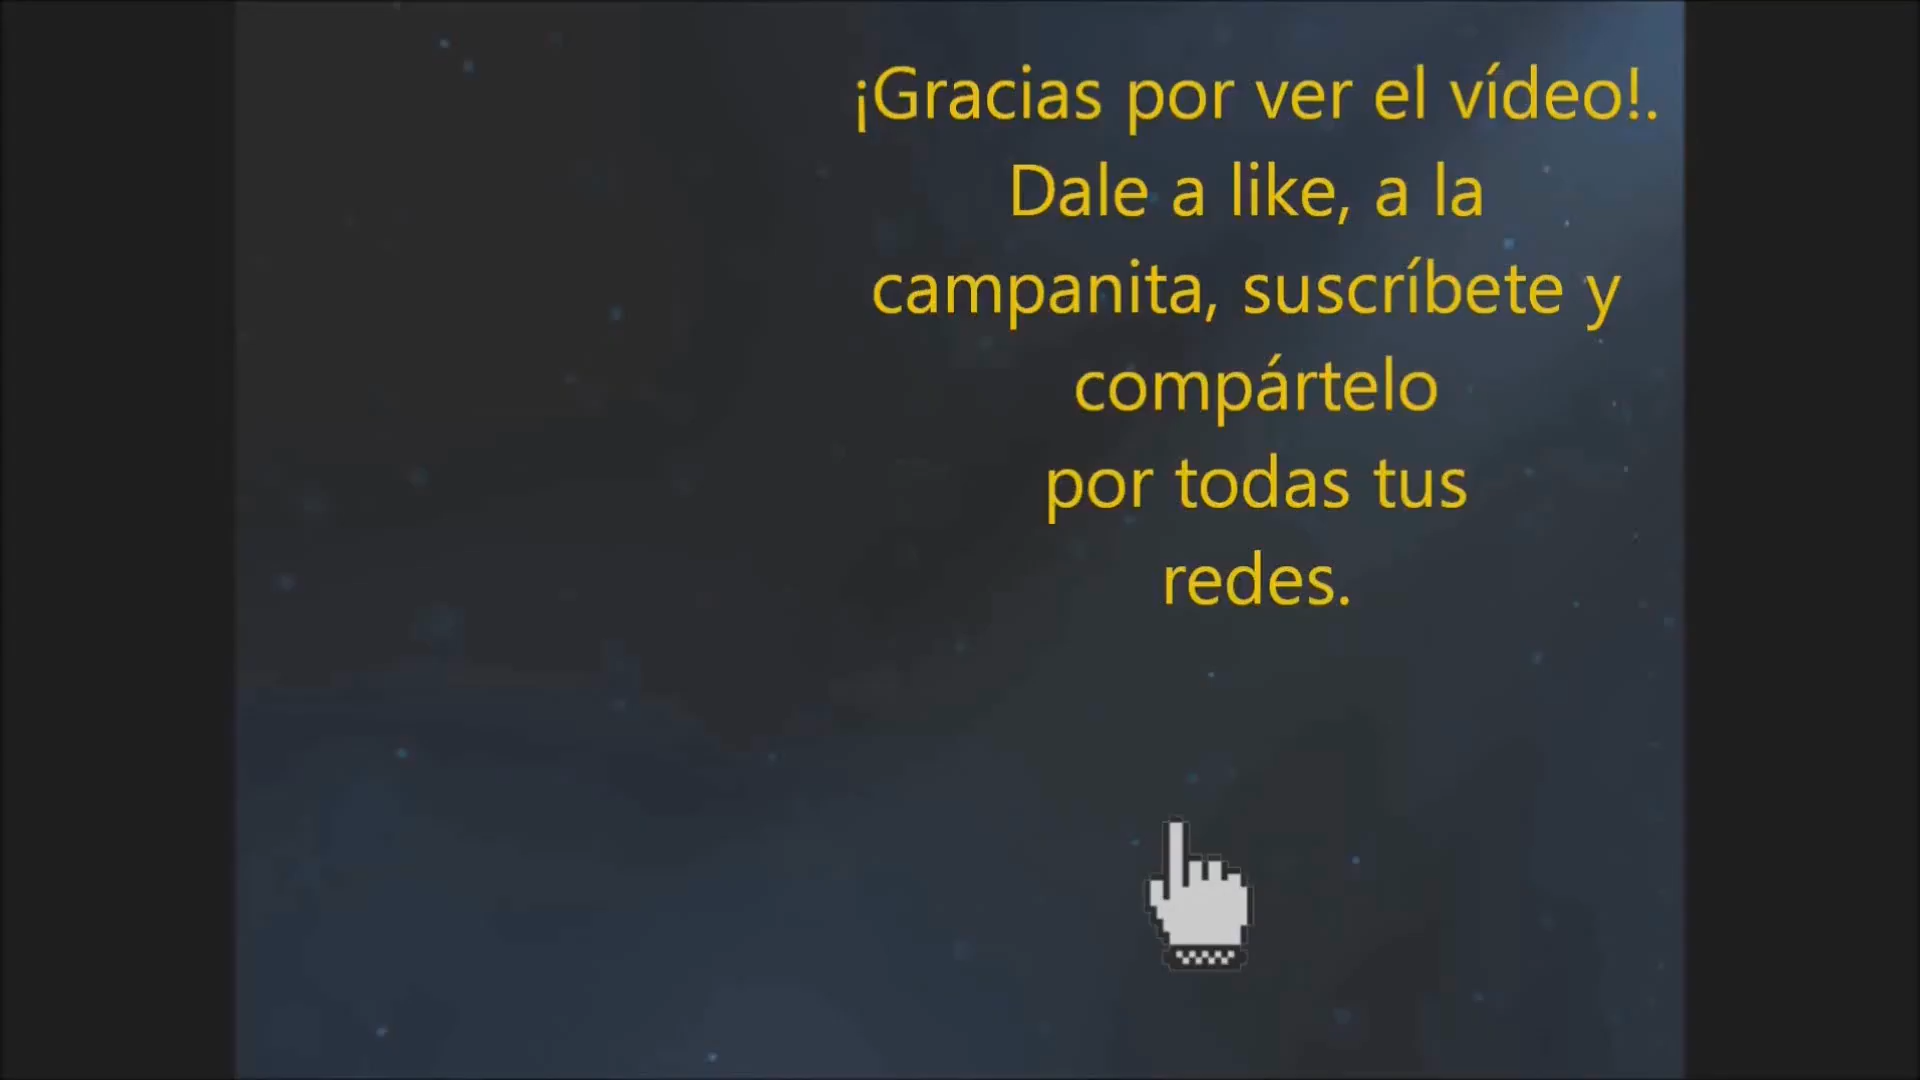 ¡Gracias por ver el vídeo!.
Dale a like, a la
campanita, suscríbete y
compártelo
por todas tus
redes.